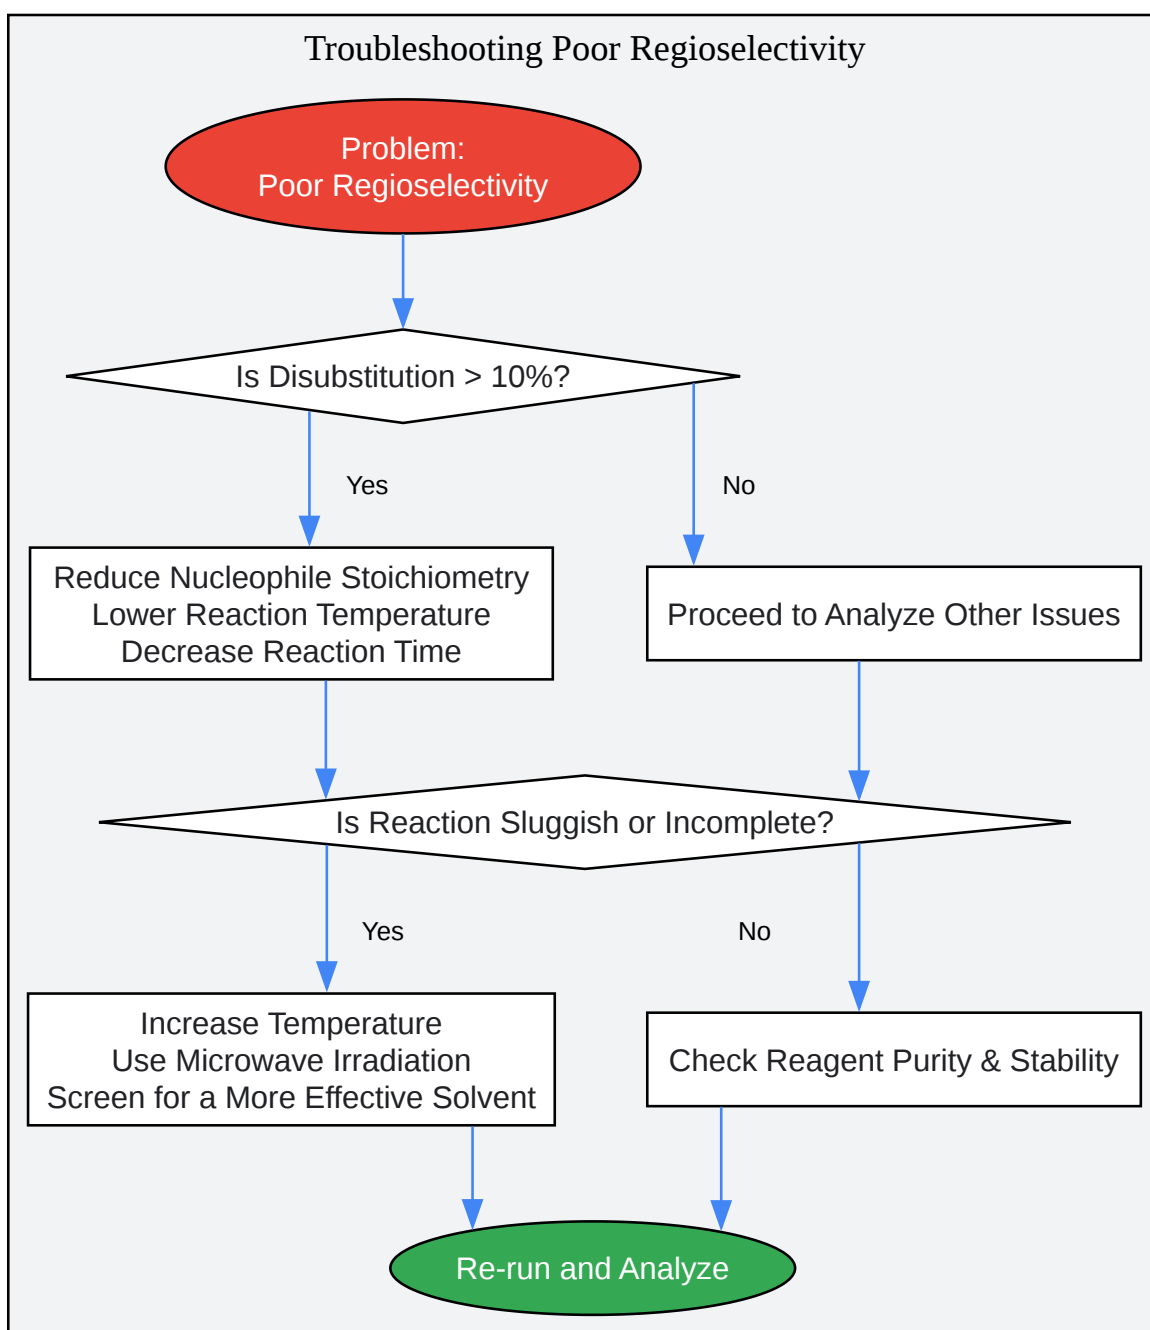 Troubleshooting Poor Regioselectivity
Problem:
Poor Regioselectivity
Is Disubstitution > 10%?
Yes
No
Reduce Nucleophile Stoichiometry
Lower Reaction Temperature
Decrease Reaction Time
Proceed to Analyze Other Issues
Is Reaction Sluggish or Incomplete?
Yes
No
Increase Temperature
Use Microwave Irradiation
Screen for a More Effective Solvent
Check Reagent Purity & Stability
Re-run and Analyze